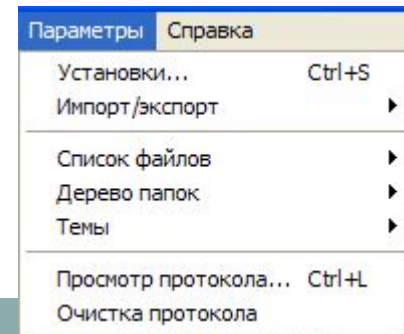 Параметры Справка
Установки... Ctrl+S
Импорт/экспорт
Список файлов
Дерево папок
Темы
Просмотр протокола... Ctrl+L
Очистка протокола